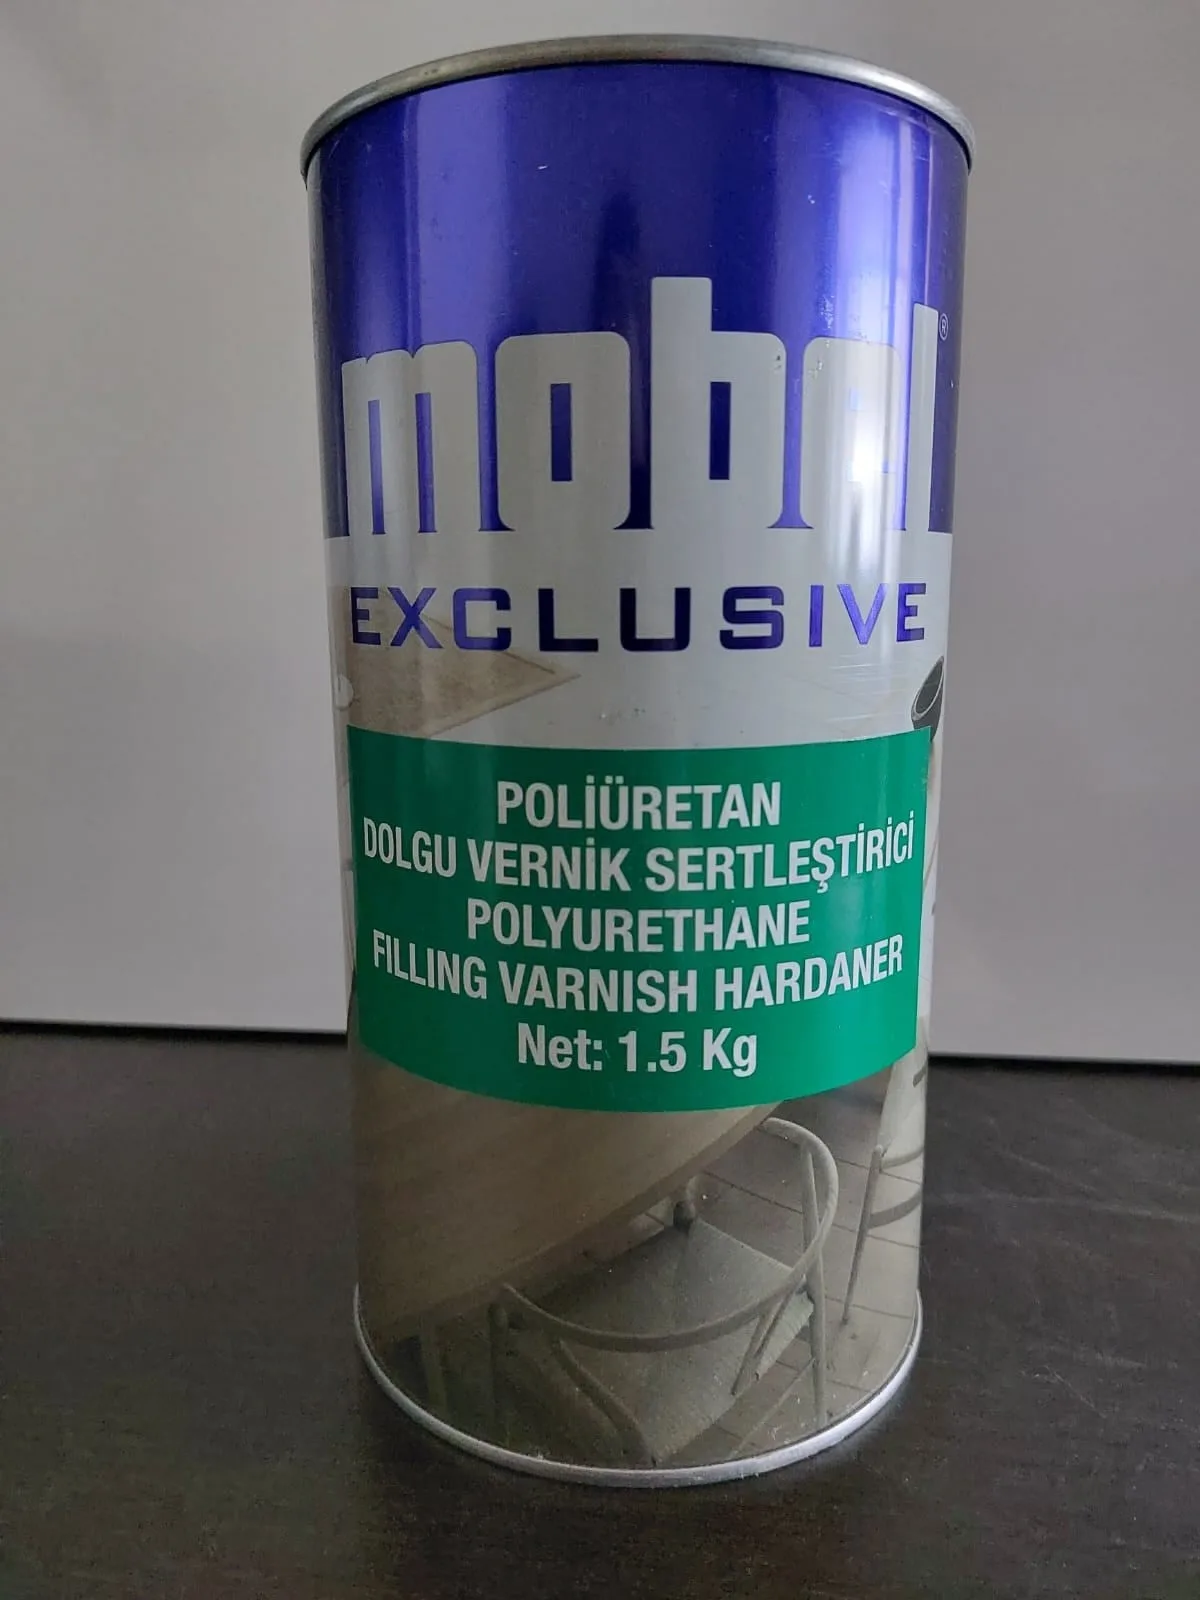 mobel®
EXCLUSIVE
POLİÜRETAN
DOLGU VERNİK SERTLEŞTİRİCİ
POLYURETHANE
FILLING VARNISH HARDANER
Net: 1.5 Kg